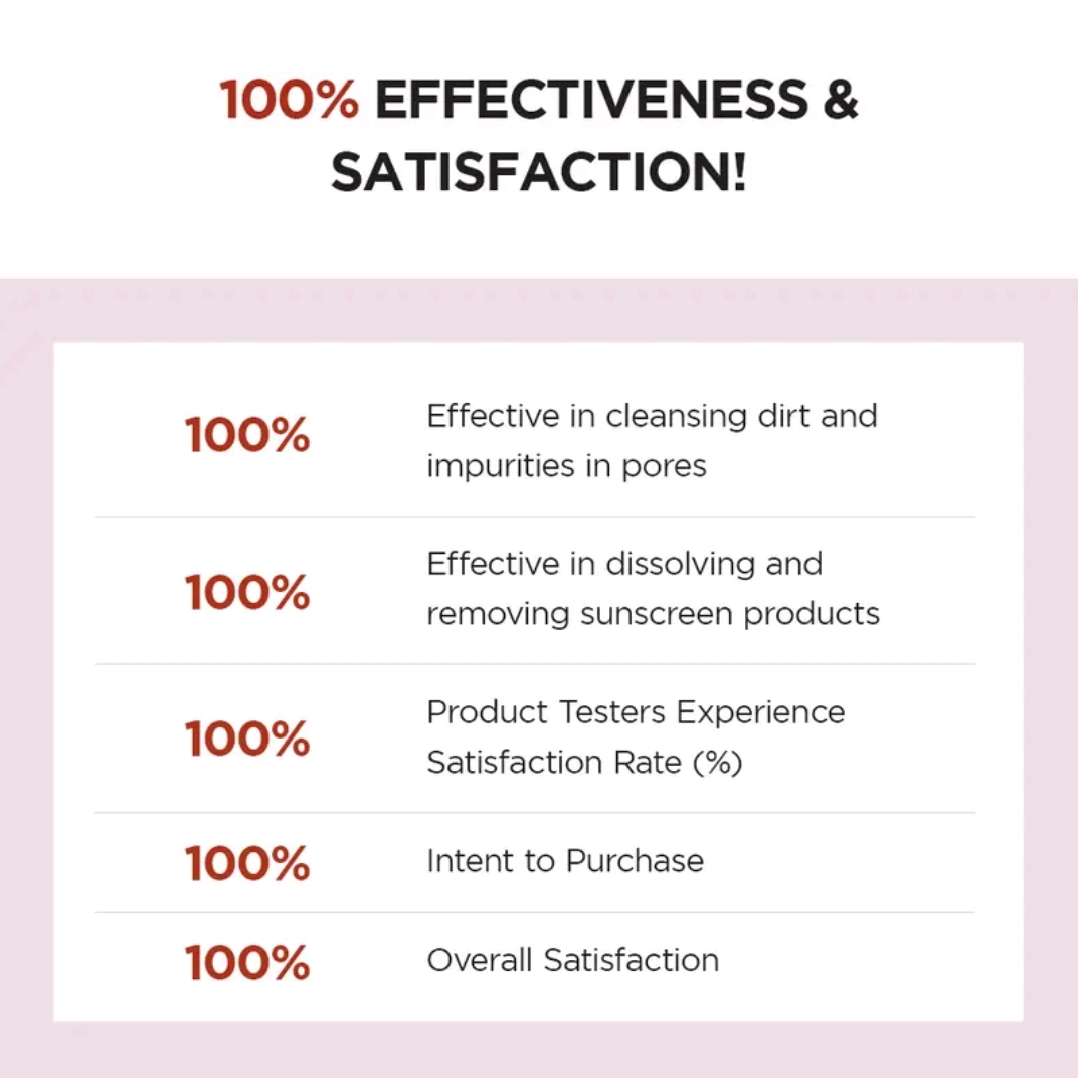 100% EFFECTIVENESS &
SATISFACTION!
100%
Effective in cleansing dirt and
impurities in pores
100%
Effective in dissolving and
removing sunscreen products
100%
Product Testers Experience
Satisfaction Rate (%)
100%
Intent to Purchase
100%
Overall Satisfaction